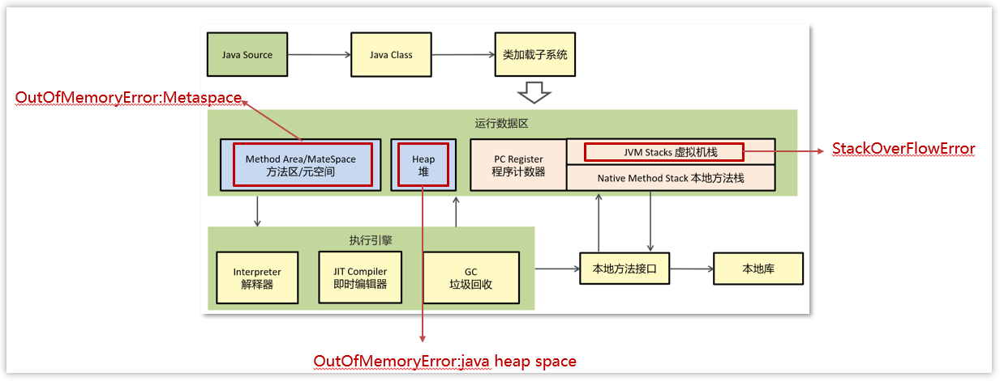 Java Source
Java Class
类加载子系统
OutOfMemoryError:Metaspace
运行数据区
Method Area/MateSpace
方法区/元空间
Heap
堆
PC Register
程序计数器
JVM Stacks 虚拟机栈
Native Method Stack 本地方法栈
StackOverFlowError
执行引擎
Interpreter
解释器
JIT Compiler
即时编辑器
GC
垃圾回收
本地方法接口
本地库
OutOfMemoryError:java heap space